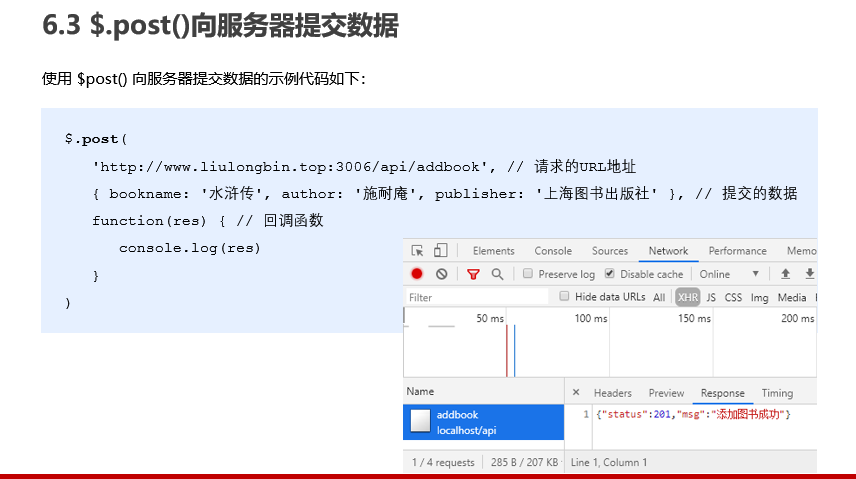 6.3 $.post()向服务器提交数据
使用 $post() 向服务器提交数据的示例代码如下：
$.post(
'http://www.liulongbin.top:3006/api/addbook', // 请求的URL地址
{ bookname: '水浒传', author: '施耐庵', publisher: '上海图书出版社' }, // 提交的数据
function(res) { // 回调函数
console.log(res)
}
)
Elements Console Sources Network Performance Memo
Preserve log Disable cache Online
Filter Hide data URLs All XHR JS CSS Img Media
50 ms 100 ms 150 ms 200 ms
Name × Headers Preview Response Timing
addbook
localhost/api
1 {"status":201,"msg":"添加图书成功"}
1 / 4 requests 285 B / 207 KB Line 1, Column 1